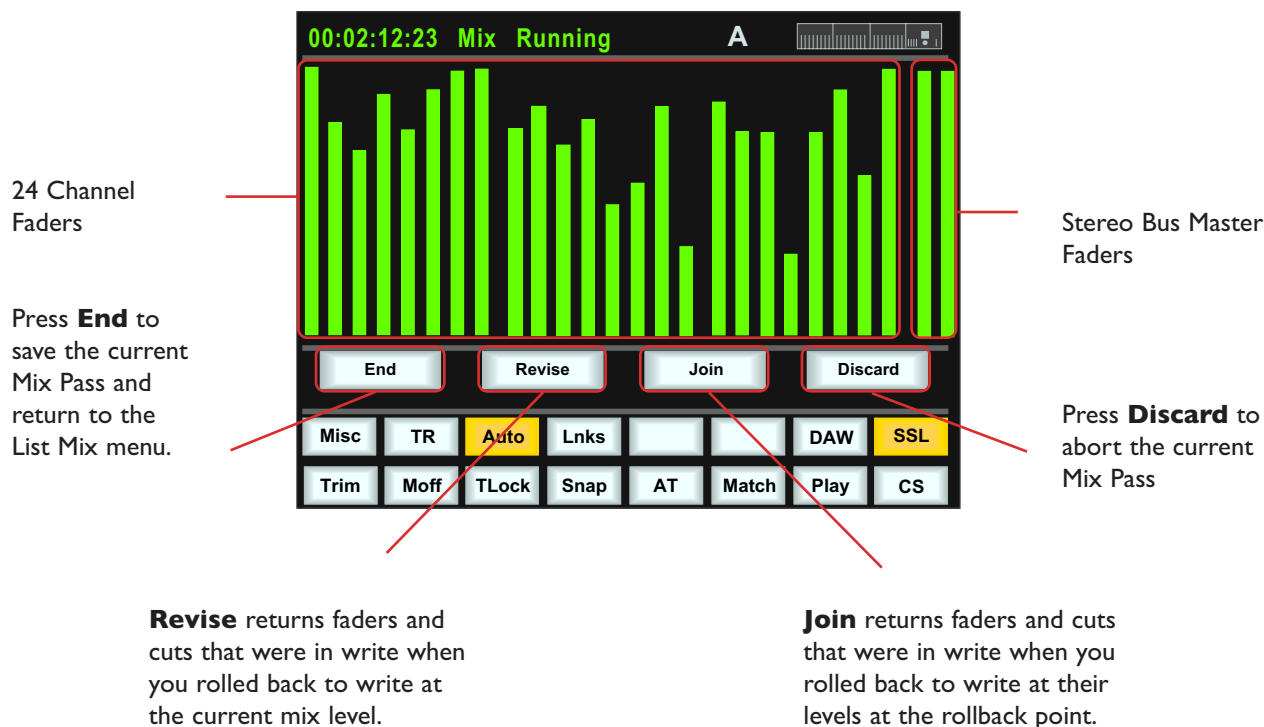 00:02:12:23 Mix Running A
24 Channel
Faders
Stereo Bus Master
Faders
Press End to
save the current
Mix Pass and
return to the
List Mix menu.
End Revise Join Discard
Press Discard to
abort the current
Mix Pass
Misc TR Auto Lnks DAW SSL
Trim Moff TLock Snap AT Match Play CS
Revise returns faders and
cuts that were in write when
you rolled back to write at
the current mix level.
Join returns faders and cuts
that were in write when you
rolled back to write at their
levels at the rollback point.